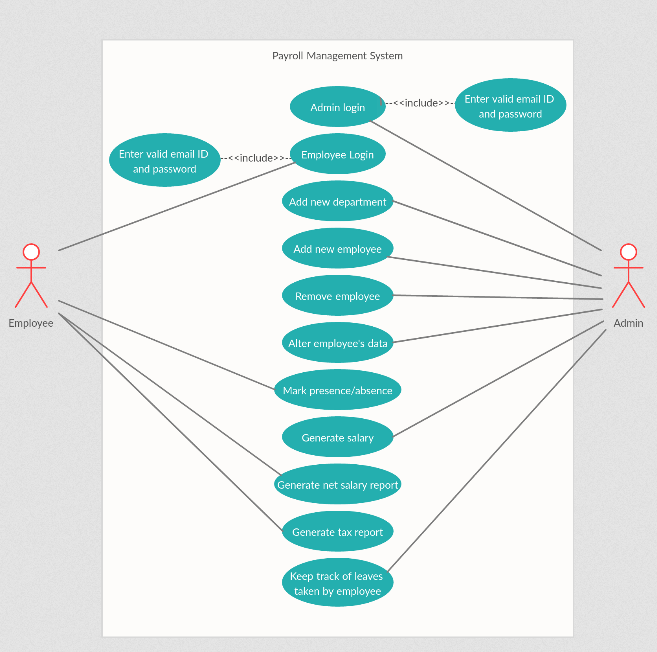 Payroll Management System
Admin login
<<include>>
Enter valid email ID
and password
Enter valid email ID
and password
<<include>>
Employee Login
Add new department
Add new employee
Remove employee
Employee
Admin
Alter employee's data
Mark presence/absence
Generate salary
Generate net salary report
Generate tax report
Keep track of leaves
taken by employee